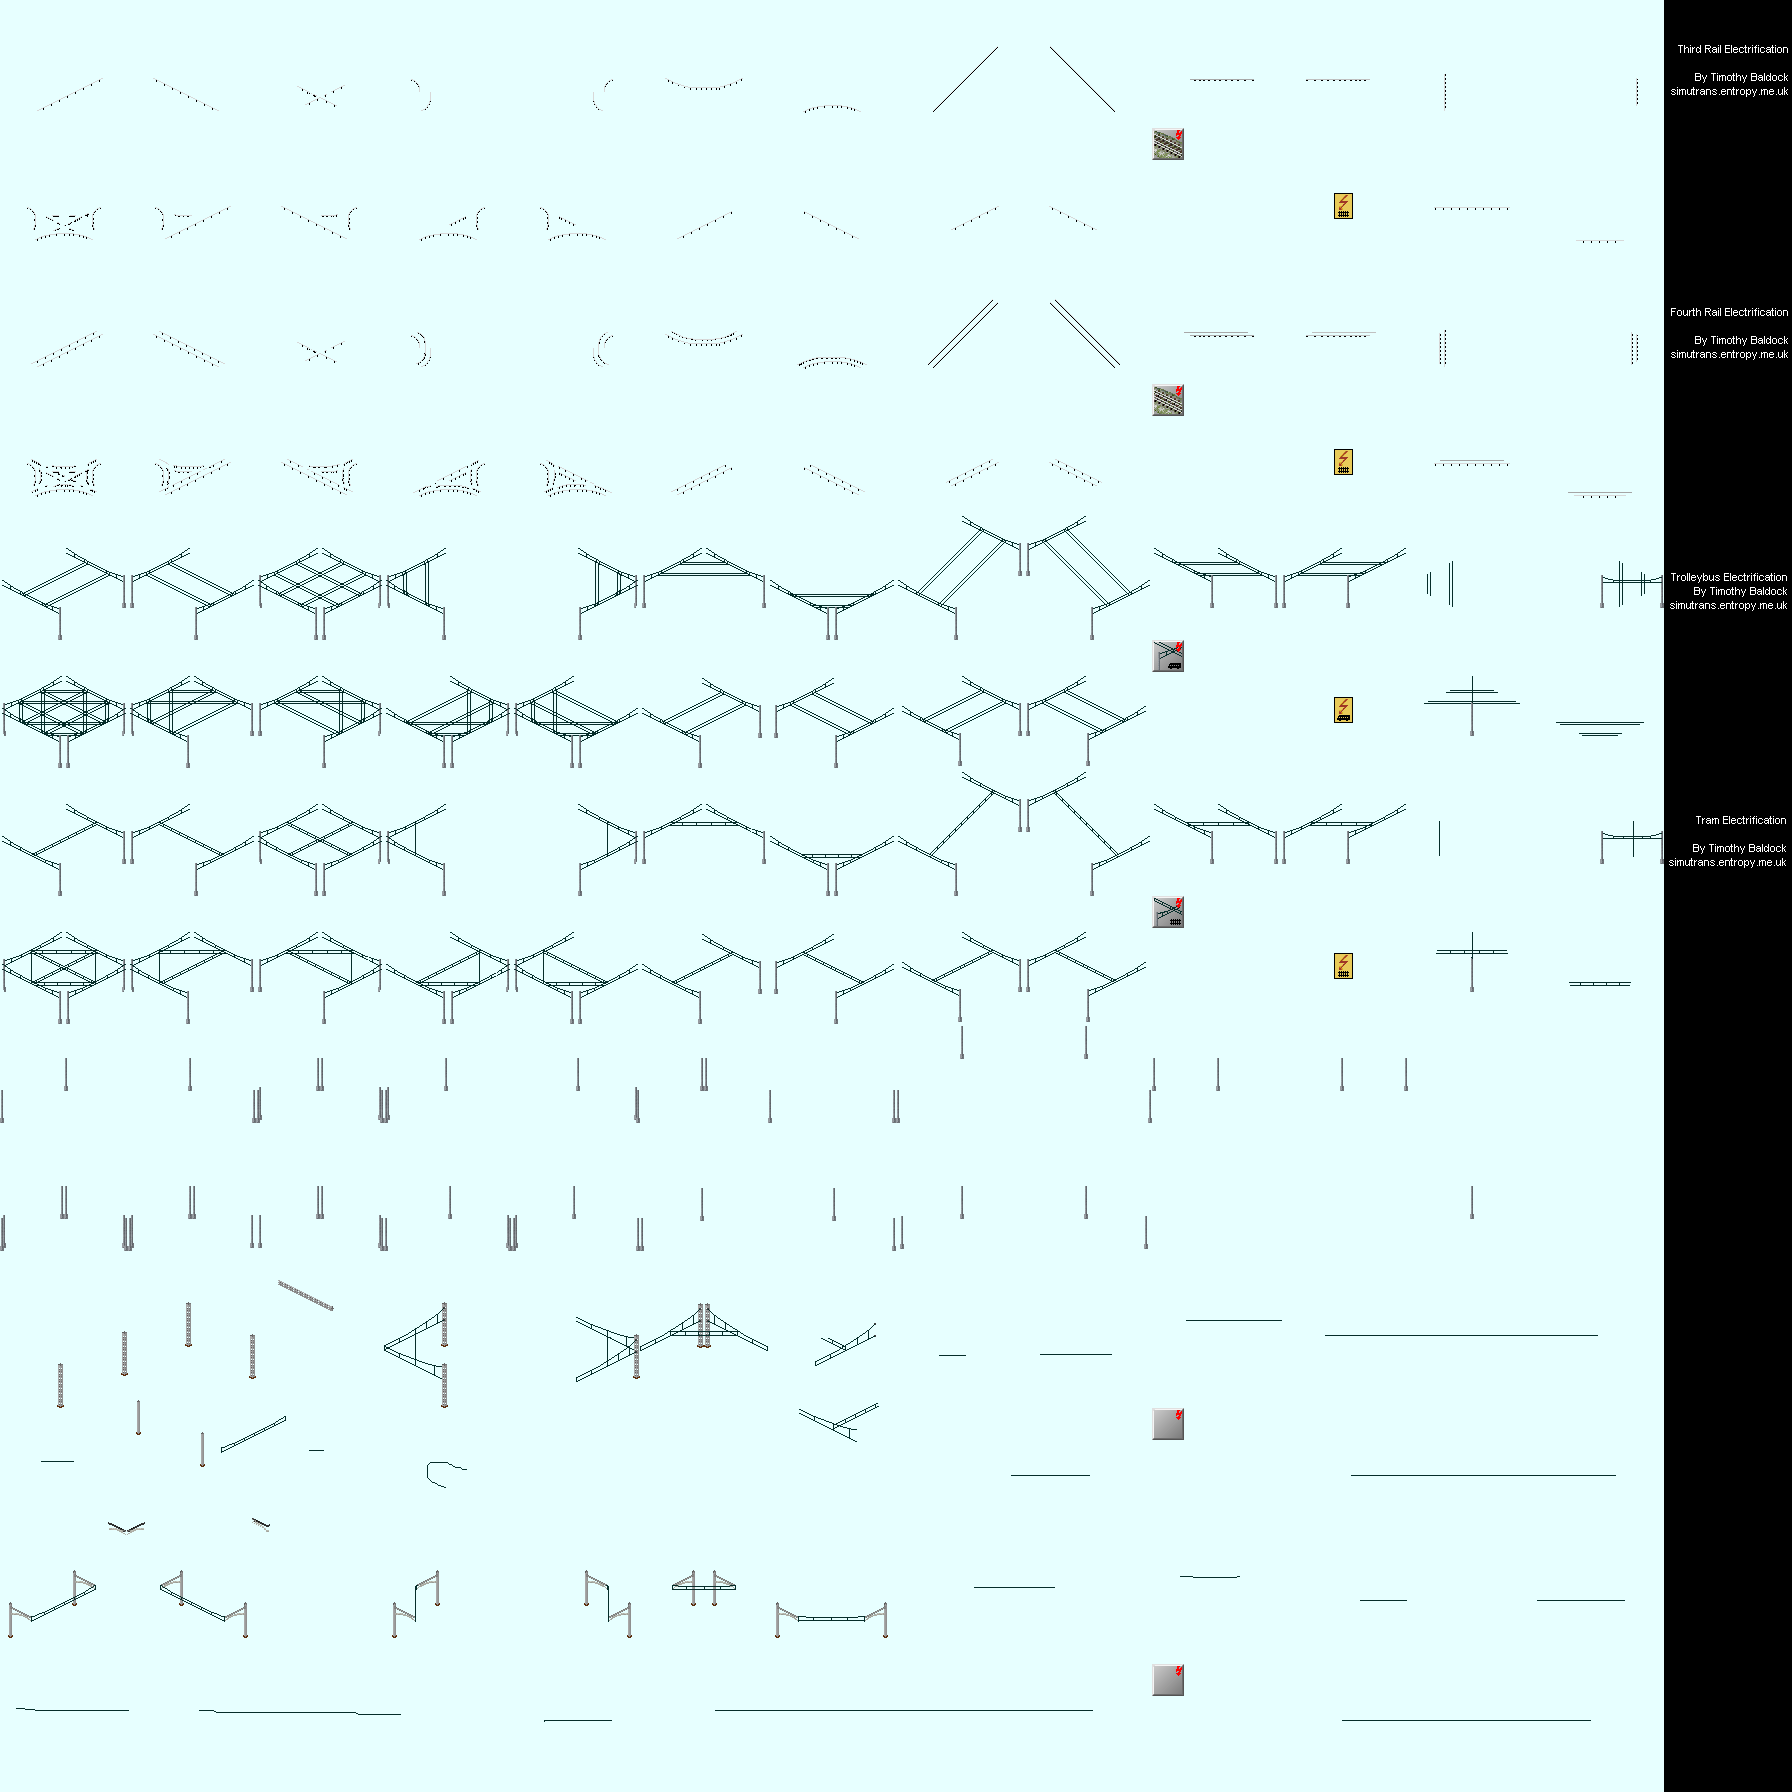 Third Rail Electrification
By Timothy Baldock
simutrans.entropy.me.uk
Fourth Rail Electrification
By Timothy Baldock
simutrans.entropy.me.uk
Trolleybus Electrification
By Timothy Baldock
simutrans.entropy.me.uk
Tram Electrification
By Timothy Baldock
simutrans.entropy.me.uk